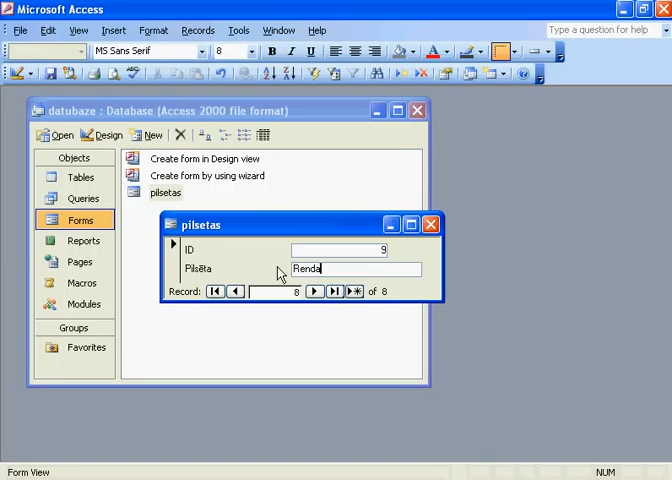 Microsoft Access
File Edit View Insert Format Records Tools Window Help
Type a question for help
MS Sans Serif 8 B I U
datubaze : Database (Access 2000 file format)
Open Design New
Objects
Tables
Queries
Forms
Reports
Pages
Macros
Modules
Groups
Favorites
Create form in Design view
Create form by using wizard
pilsetas
pilsetas
ID 9
Pilsēta Renda
Record: 8 of 8
Form View NUM